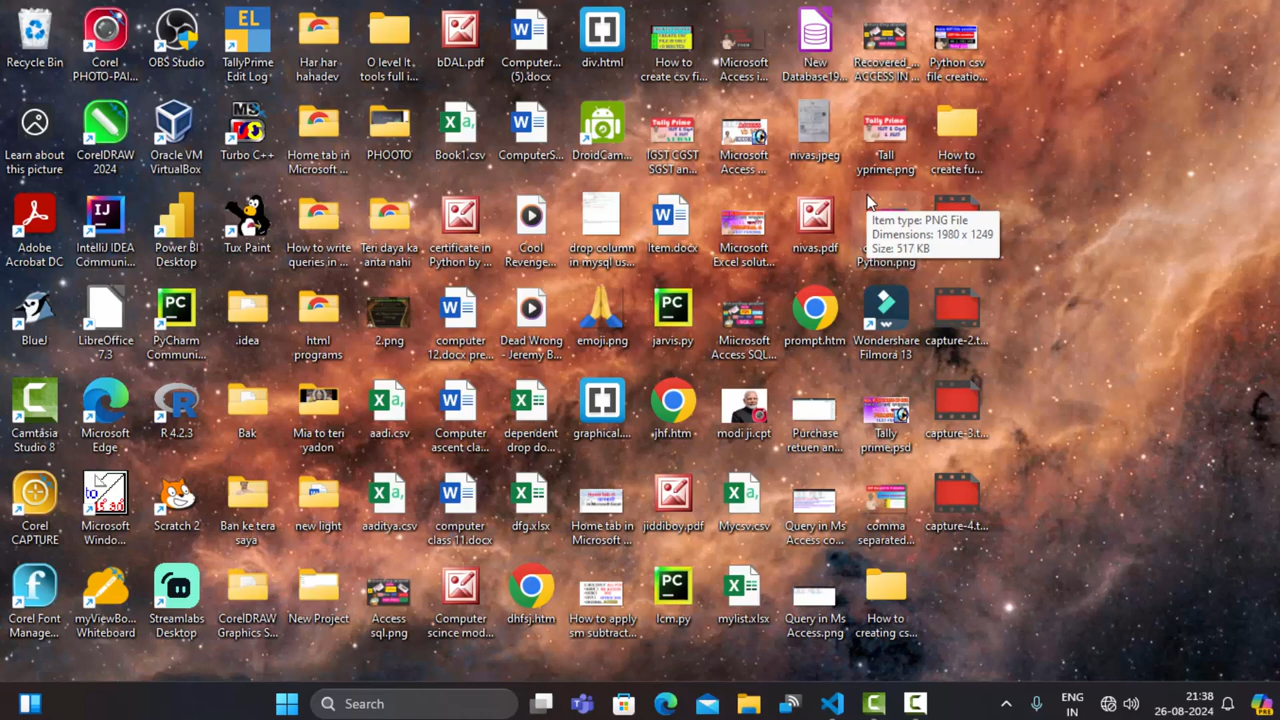 Recycle Bin
Corel
PHOTO-PAI...
OBS Studio
EL
TallyPrime
Edit Log
Har har
hahadev
O level It
tools full i...
bDAL.pdf
Computer...
(5).docx
div.html
How to
create csv fi...
Microsoft
Access i...
New
Database19...
Recovered_...
ACCESS IN ...
Python csv
file creatio...
Learn about
this picture
CorelDRAW
2024
Oracle VM
VirtualBox
Turbo C++
Home tab in
Microsoft ...
PHOOTO
Book1.csv
ComputerS...
DroidCam...
IGST CGST
SGST an...
Microsoft
Access ...
nivas.jpeg
Tall
yprime.png
How to
create fu...
Adobe
Acrobat DC
IntelliJ IDEA
Communi...
Power BI
Desktop
Tux Paint
How to write
queries in ...
Teri daya ka
anta nahi
certificate in
Python by ...
Cool
Revenge...
drop column
in mysql us...
Item.docx
Microsoft
Excel solut...
nivas.pdf
Python.png
Item type: PNG File
Dimensions: 1980 x 1249
Size: 517 KB
BlueJ
LibreOffice
7.3
PyCharm
Communi...
.idea
html
programs
2.png
computer
12.docx pre...
Dead Wrong
- Jeremy B...
emoji.png
jarvis.py
Miicrosoft
Access SQL...
prompt.htm
Wondershare
Filmora 13
capture-2.t...
Camtasia
Studio 8
Microsoft
Edge
R 4.2.3
Bak
Mia to teri
yadon
aadi.csv
Computer
ascent cla...
dependent
drop do...
graphical....
jhf.htm
modi ji.cpt
Purchase
retuen an...
Tally
prime.psd
capture-3.t...
Corel
CAPTURE
Microsoft
Windo...
Scratch 2
Ban ke tera
saya
new light
aaditya.csv
computer
class 11.docx
dfg.xlsx
Home tab in
Microsoft ...
jiddiboy.pdf
Mycsv.csv
Query in Ms
Access co...
comma
separated...
capture-4.t...
Corel Font
Manage...
myViewBo...
Whiteboard
Streamlabs
Desktop
CorelDRAW
Graphics S...
New Project
Access
sql.png
Computer
scince mod...
dhfsj.htm
How to apply
sm subtract...
lcm.py
mylist.xlsx
Query in Ms
Access.png
How to
creating cs...
Search
ENG
IN
21:38
26-08-2024